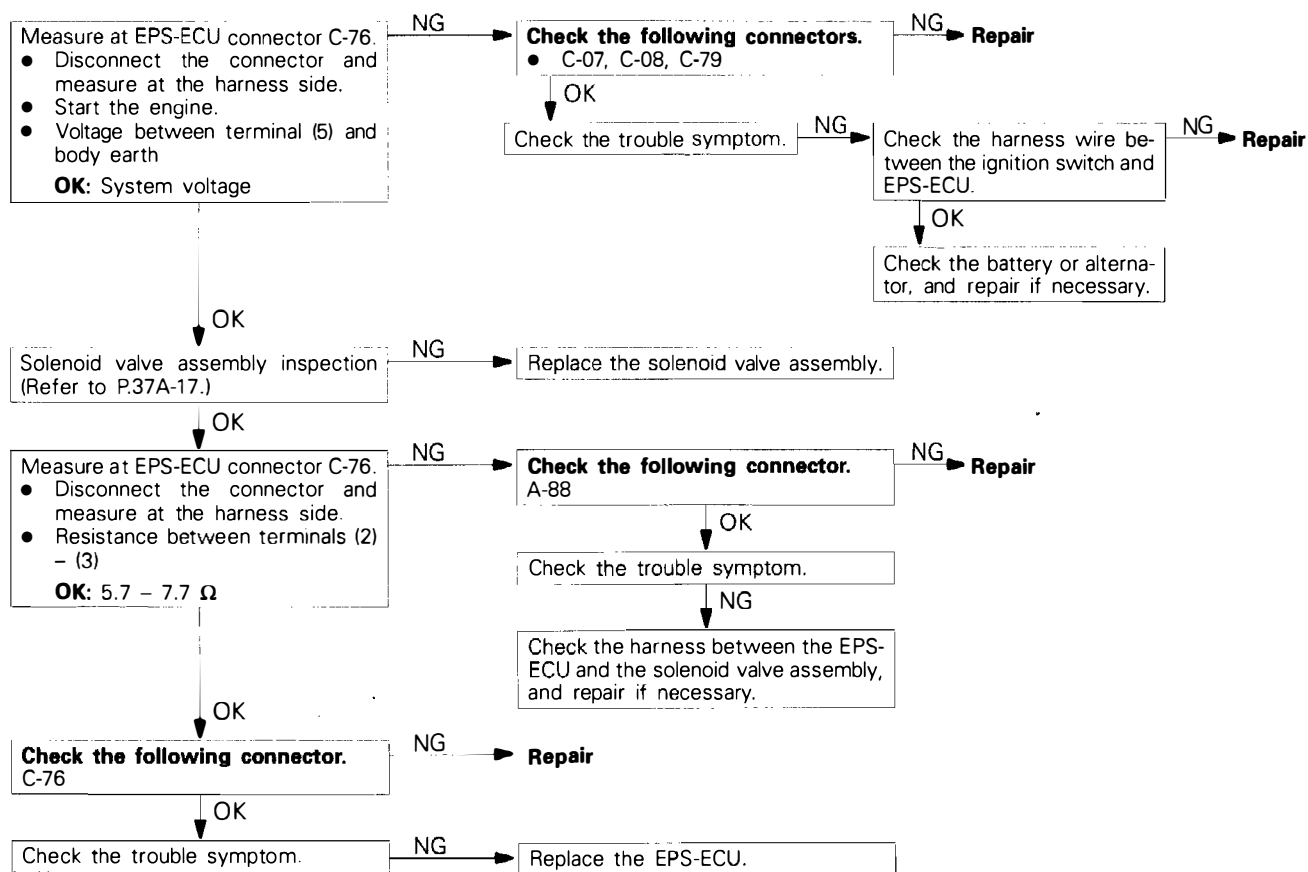 Measure at EPS-ECU connector C-76.
● Disconnect the connector and
measure at the harness side.
● Start the engine.
● Voltage between terminal (5) and
body earth
OK: System voltage
NG
Check the following connectors.
● C-07, C-08, C-79
NG
Repair
OK
Check the trouble symptom.
NG
Check the harness wire be-
tween the ignition switch and
EPS-ECU.
NG
Repair
OK
Check the battery or alterna-
tor, and repair if necessary.
OK
Solenoid valve assembly inspection
(Refer to P.37A-17.)
NG
Replace the solenoid valve assembly.
OK
Measure at EPS-ECU connector C-76.
● Disconnect the connector and
measure at the harness side.
● Resistance between terminals (2)
– (3)
OK: 5.7 – 7.7 Ω
NG
Check the following connector.
A-88
NG
Repair
OK
Check the trouble symptom.
NG
Check the harness between the EPS-
ECU and the solenoid valve assembly,
and repair if necessary.
OK
Check the following connector.
C-76
NG
Repair
OK
Check the trouble symptom.
NG
Replace the EPS-ECU.